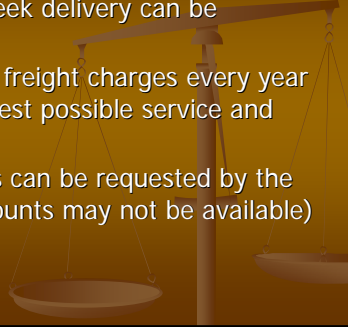 eek delivery can be
freight charges every year
est possible service and
s can be requested by the
ounts may not be available)